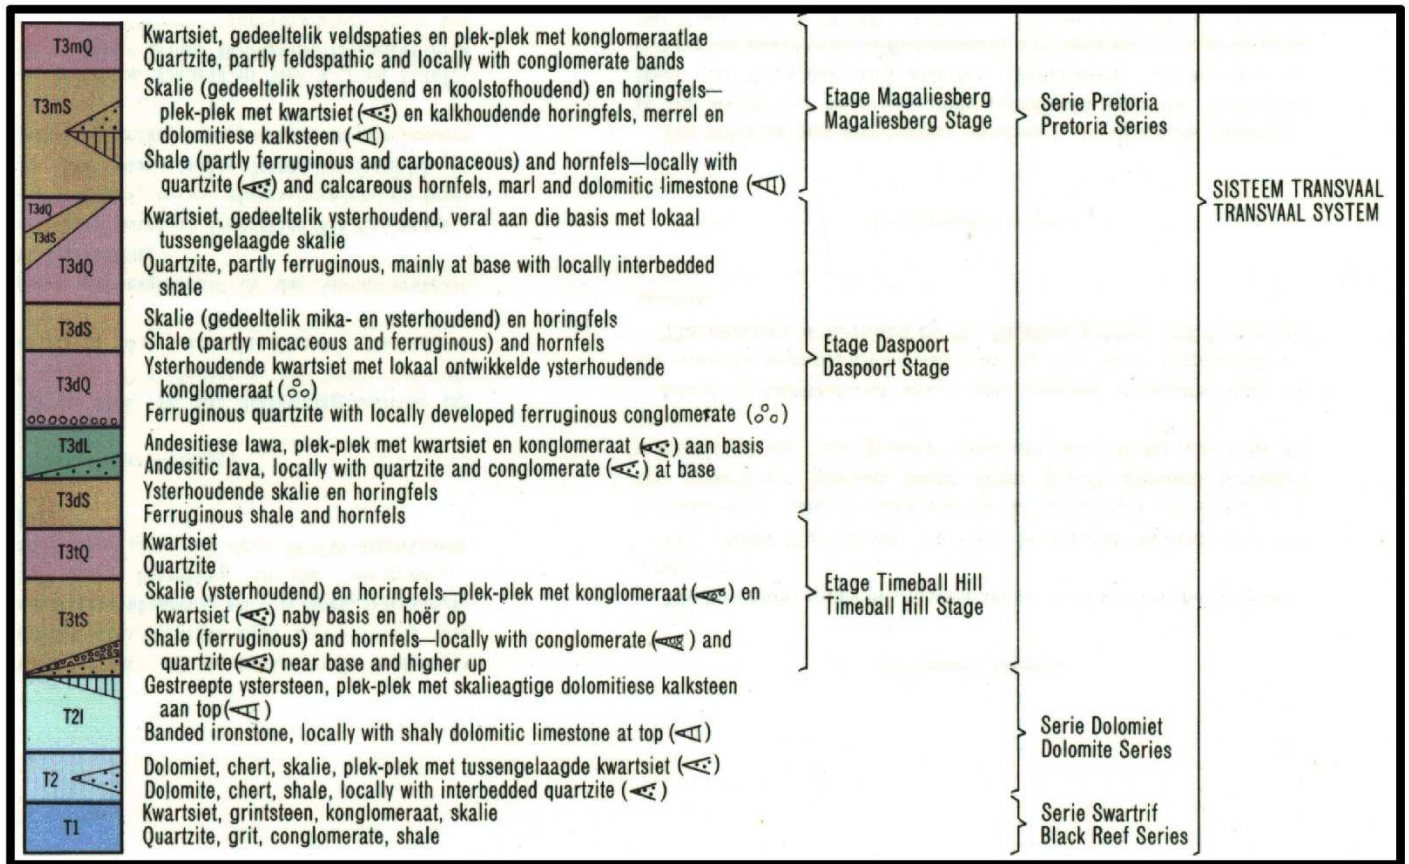 T3mQ
Kwartsiet, gedeeltelik veldspaties en plek-plek met konglomeraatlae
Quartzite, partly feldspathic and locally with conglomerate bands
T3mS
Skalie (gedeeltelik ysterhoudend en koolstofhoudend) en horingfels—
plek-plek met kwartsiet ( ) en kalkhoudende horingfels, merrel en
dolomitiese kalksteen ( )
Shale (partly ferruginous and carbonaceous) and hornfels—locally with
quartzite ( ) and calcareous hornfels, marl and dolomitic limestone ( )
Etage Magaliesberg
Magaliesberg Stage
T3dQ
T3dS
T3dQ
Kwartsiet, gedeeltelik ysterhoudend, veral aan die basis met lokaal
tussengelaagde skalie
Quartzite, partly ferruginous, mainly at base with locally interbedded
shale
T3dS
Skalie (gedeeltelik mika- en ysterhoudend) en horingfels
Shale (partly micaceous and ferruginous) and hornfels
T3dQ
Ysterhoudende kwartsiet met lokaal ontwikkelde ysterhoudende
konglomeraat ( )
Ferruginous quartzite with locally developed ferruginous conglomerate ( )
T3dL
Andesitiese lawa, plek-plek met kwartsiet en konglomeraat ( ) aan basis
Andesitic lava, locally with quartzite and conglomerate ( ) at base
T3dS
Ysterhoudende skalie en horingfels
Ferruginous shale and hornfels
Etage Daspoort
Daspoort Stage
T3tQ
Kwartsiet
Quartzite
T3tS
Skalie (ysterhoudend) en horingfels—plek-plek met konglomeraat ( ) en
kwartsiet ( ) naby basis en hoër op
Shale (ferruginous) and hornfels—locally with conglomerate ( ) and
quartzite ( ) near base and higher up
Etage Timeball Hill
Timeball Hill Stage
Serie Pretoria
Pretoria Series
T2I
Gestreepte ystersteen, plek-plek met skalieagtige dolomitiese kalksteen
aan top ( )
Banded ironstone, locally with shaly dolomitic limestone at top ( )
T2
Dolomiet, chert, skalie, plek-plek met tussengelaagde kwartsiet ( )
Dolomite, chert, shale, locally with interbedded quartzite ( )
Serie Dolomiet
Dolomite Series
T1
Kwartsiet, grintsteen, konglomeraat, skalie
Quartzite, grit, conglomerate, shale
Serie Swartrif
Black Reef Series
SISTEEM TRANSVAAL
TRANSVAAL SYSTEM